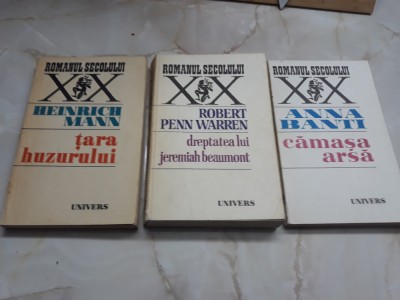 ROMANUL SECOLULUI
XX
HEINRICH
MANN
țara
huzurului
UNIVERS
ROMANUL SECOLULUI
XX
ROBERT
PENN WARREN
dreptatea lui
jeremiah beaumont
UNIVERS
ROMANUL SECOLULUI
XX
ANNA
BANTI
cămașa
arsă
UNIVERS